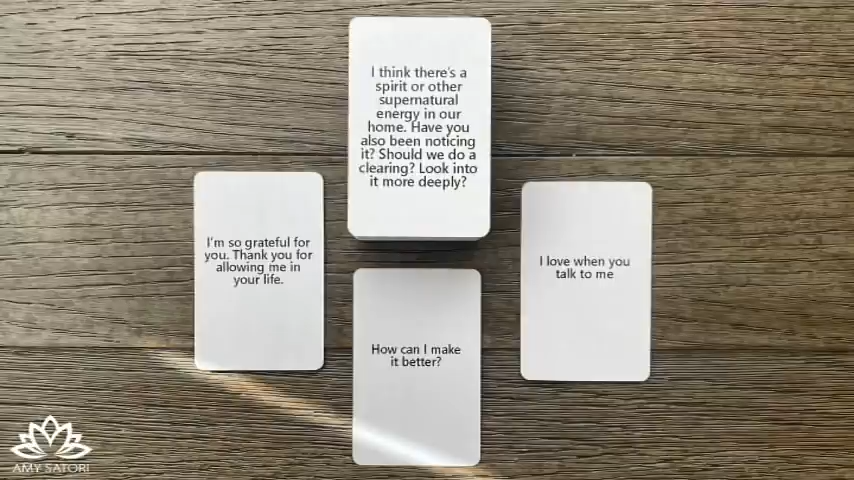 I think there's a
spirit or other
supernatural
energy in our
home. Have you
also been noticing
it? Should we do a
clearing? Look into
it more deeply?
I'm so grateful for
you. Thank you for
allowing me in
your life.
I love when you
talk to me
How can I make
it better?
AMY SATORI